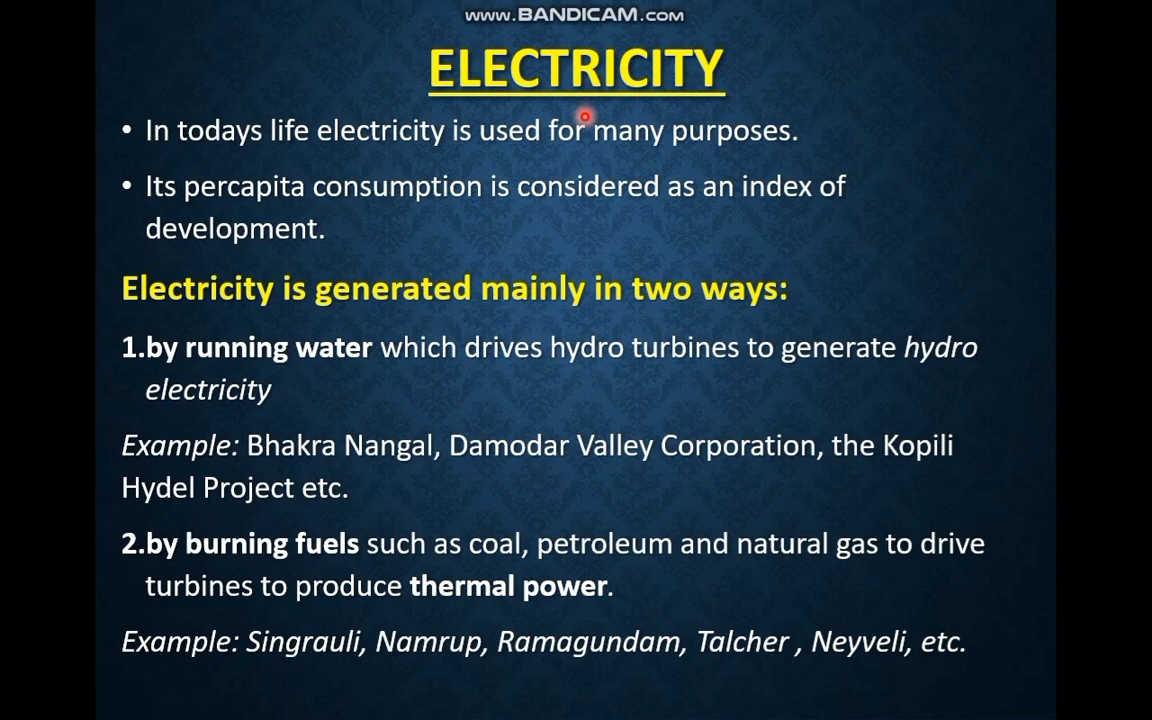 www.BANDICAM.com
ELECTRICITY
• In todays life electricity is used for many purposes.
• Its percapita consumption is considered as an index of
development.
Electricity is generated mainly in two ways:
1.by running water which drives hydro turbines to generate hydro
electricity
Example: Bhakra Nangal, Damodar Valley Corporation, the Kopili
Hydel Project etc.
2.by burning fuels such as coal, petroleum and natural gas to drive
turbines to produce thermal power.
Example: Singrauli, Namrup, Ramagundam, Talcher , Neyveli, etc.